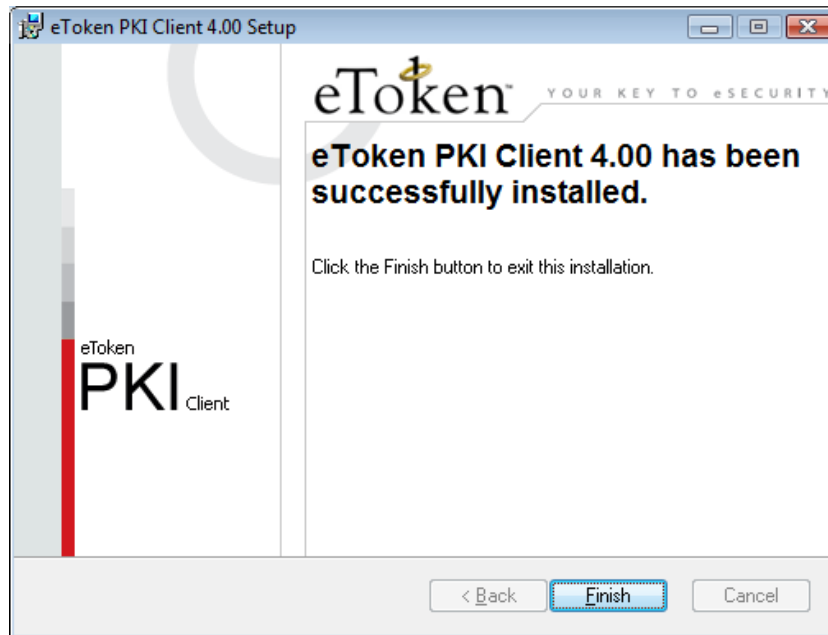 eToken PKI Client 4.00 Setup
eToken™
YOUR KEY TO eSECURITY
eToken PKI Client 4.00 has been
successfully installed.
Click the Finish button to exit this installation.
eToken
PKI Client
< Back
Finish
Cancel